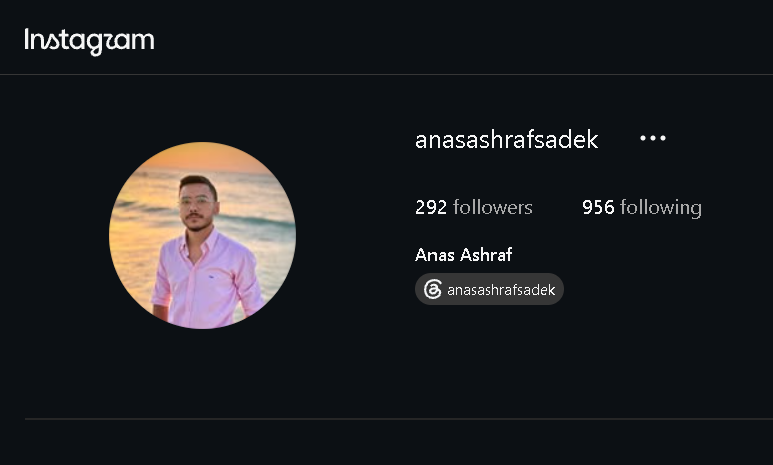 Instagram
anasashrafsadek
292 followers 956 following
Anas Ashraf
anasashrafsadek